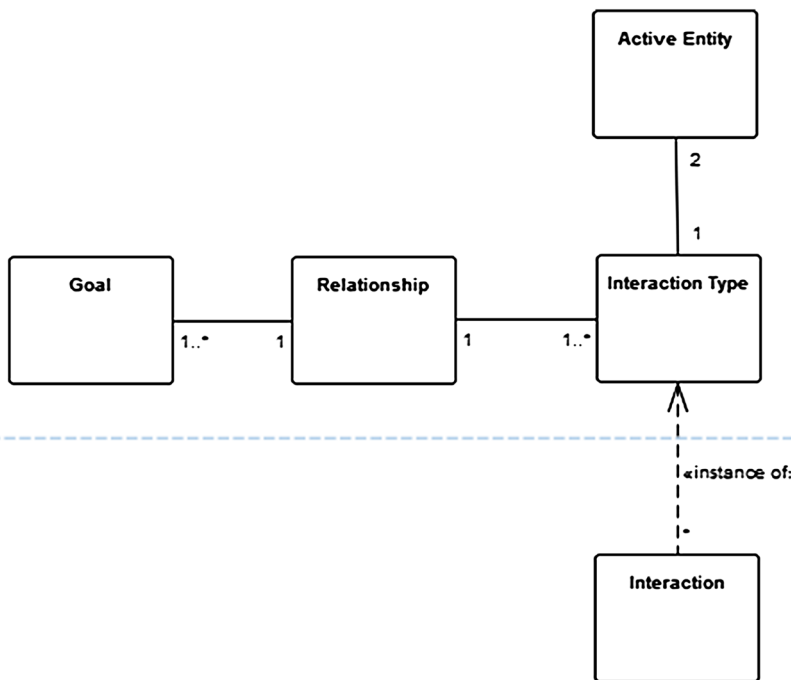 Active Entity
2
1
Goal
Relationship
Interaction Type
1..*
1
1
1..*
«instance of»
*
Interaction